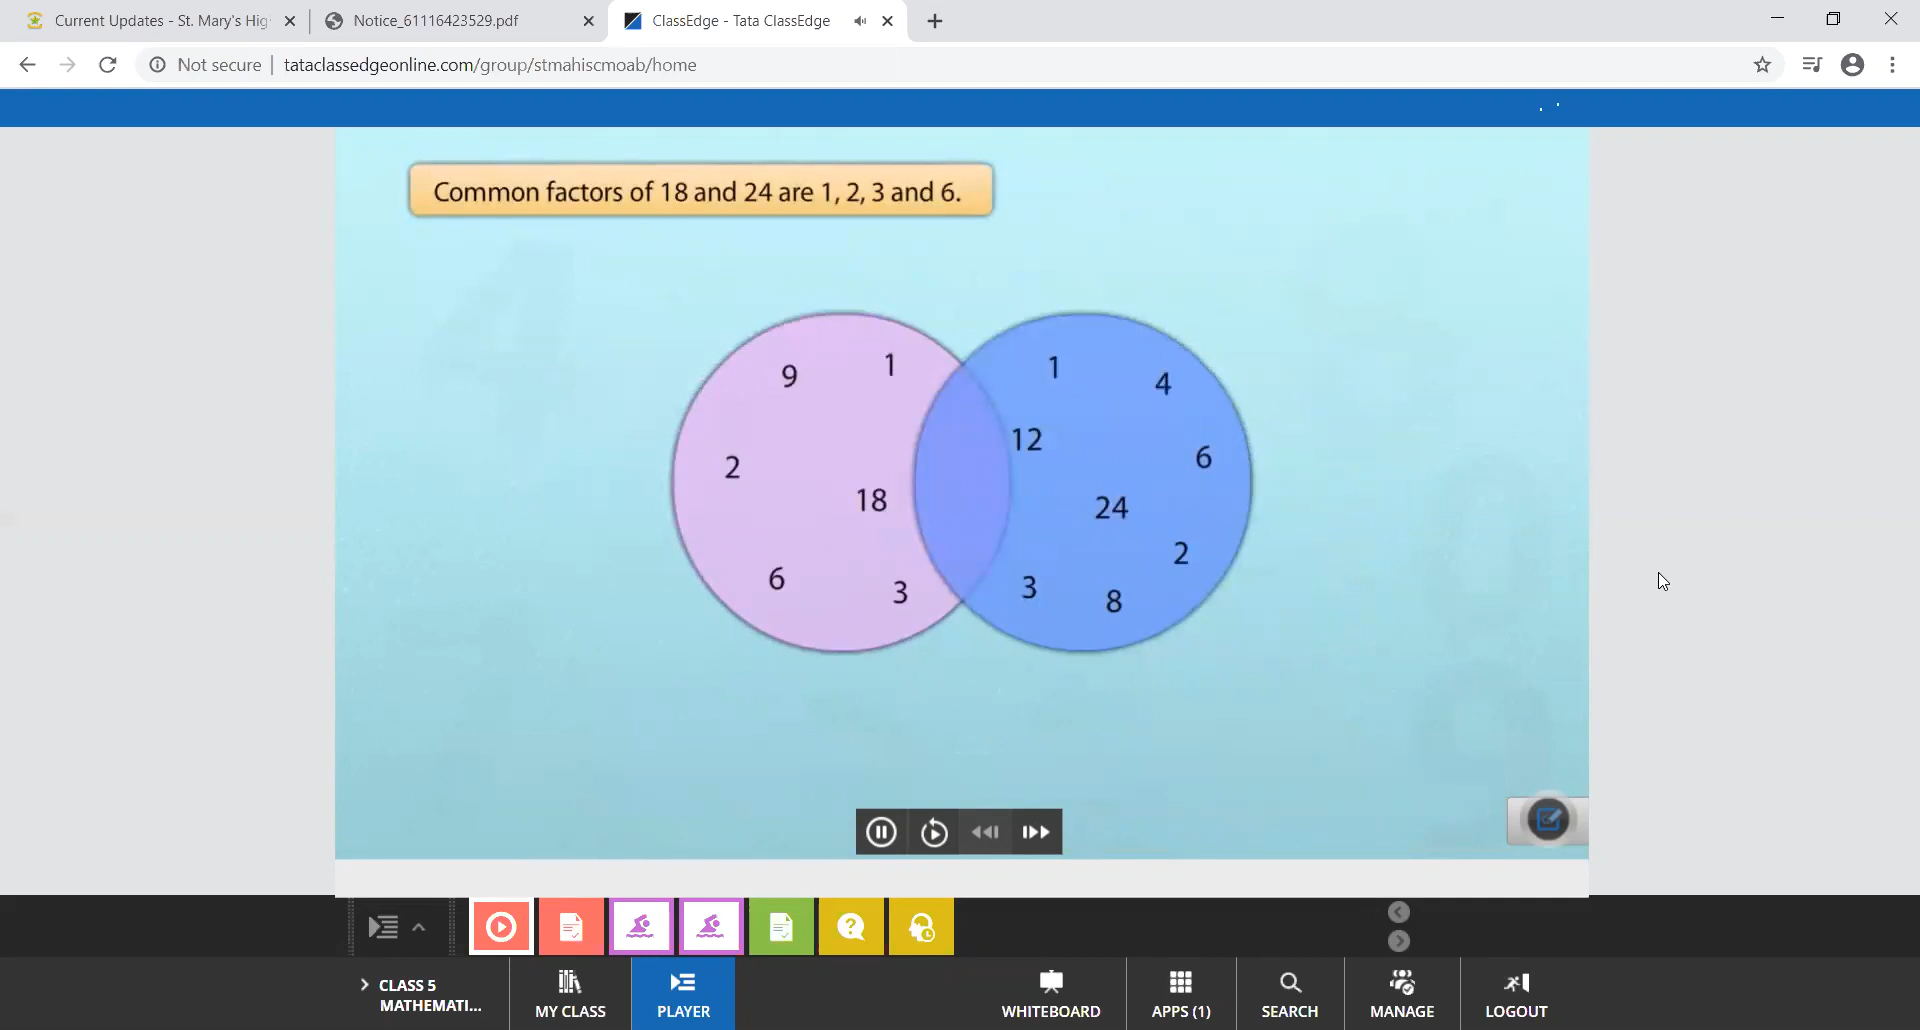 Current Updates - St. Mary's Hig
Notice_61116423529.pdf
ClassEdge - Tata ClassEdge
Not secure
tataclassedgeonline.com/group/stmahiscmoab/home
Common factors of 18 and 24 are 1, 2, 3 and 6.
9 1 1 4
12
2 6
18 24
2
6 3 3 8
CLASS 5
MATHEMATI...
MY CLASS
PLAYER
WHITEBOARD
APPS (1)
SEARCH
MANAGE
LOGOUT